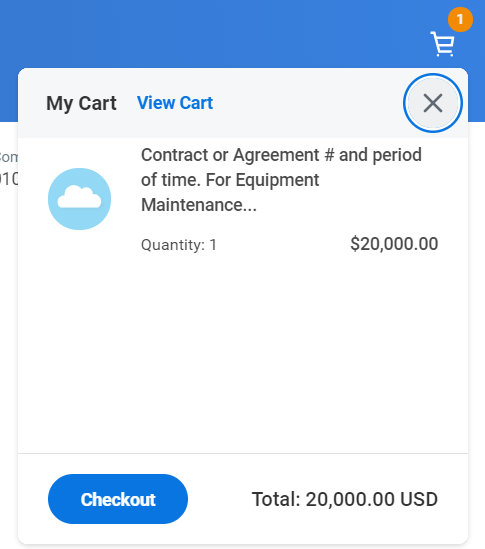 1
My Cart View Cart
Contract or Agreement # and period
of time. For Equipment
Maintenance...
Quantity: 1 $20,000.00
Checkout Total: 20,000.00 USD